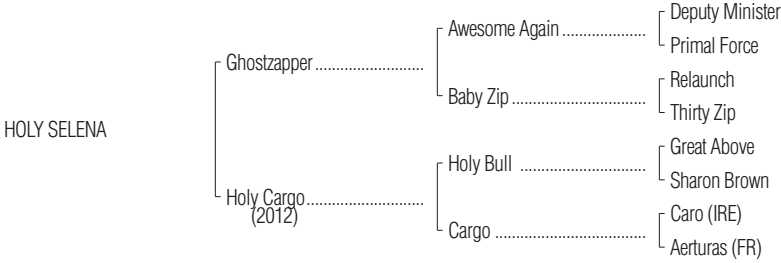 Deputy Minister
Awesome Again ....................
Primal Force
Ghostzapper ..........................
Relaunch
Baby Zip ................................
Thirty Zip
HOLY SELENA
Great Above
Holy Bull ..............................
Sharon Brown
Holy Cargo ............................
(2012)
Caro (IRE)
Cargo ....................................
Aerturas (FR)